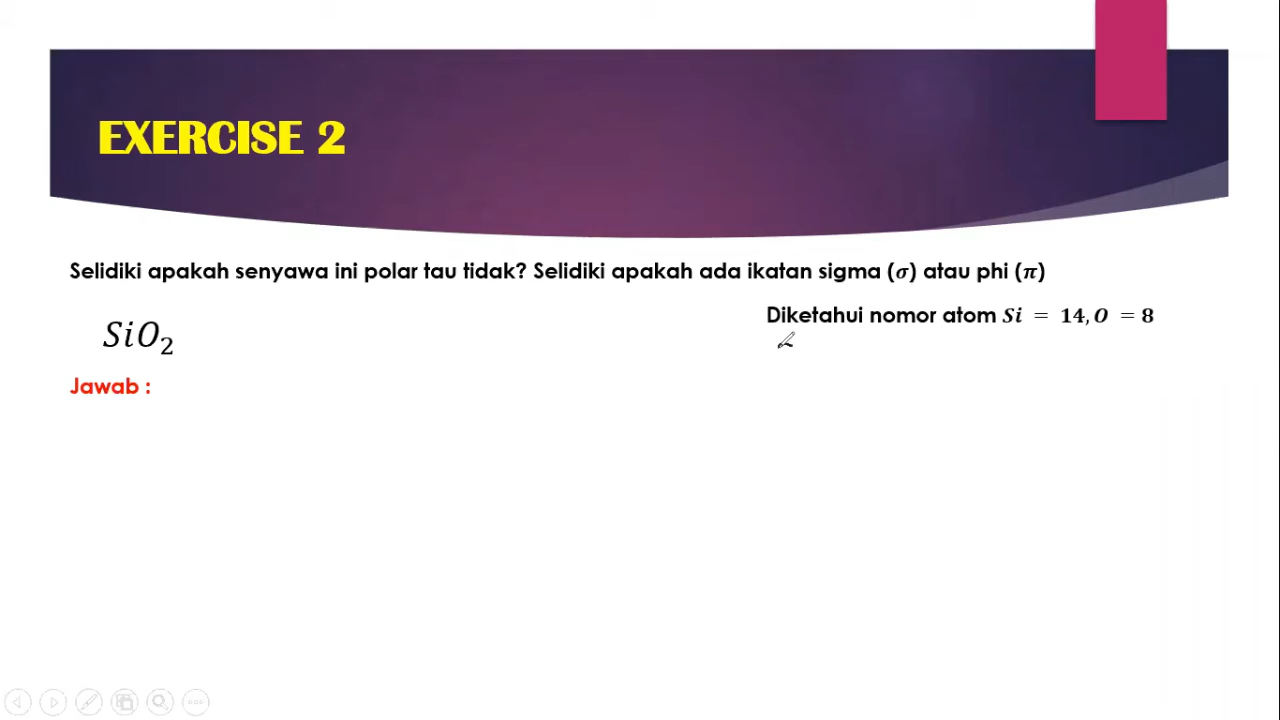 EXERCISE 2
Selidiki apakah senyawa ini polar tau tidak? Selidiki apakah ada ikatan sigma (σ) atau phi (π)
Diketahui nomor atom Si = 14, O = 8
SiO₂
Jawab :